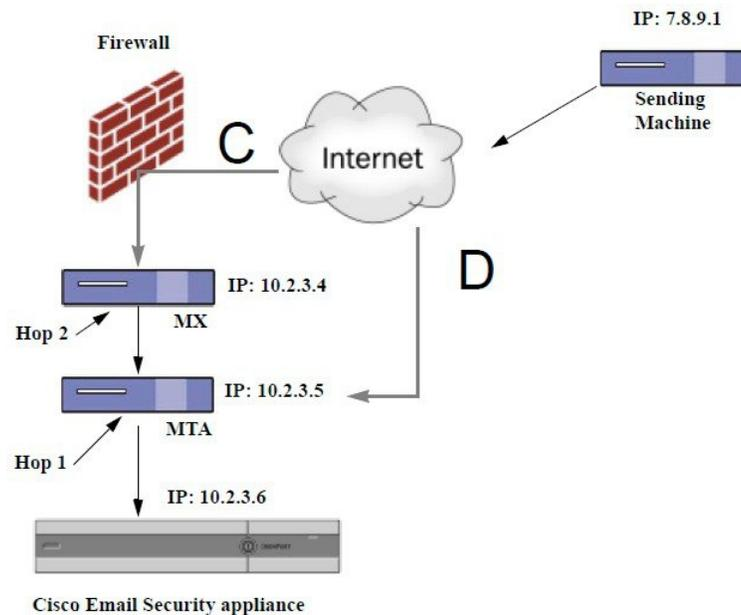 IP: 7.8.9.1
Firewall
Sending
Machine
C
Internet
D
IP: 10.2.3.4
MX
Hop 2
IP: 10.2.3.5
MTA
Hop 1
IP: 10.2.3.6
Cisco Email Security appliance